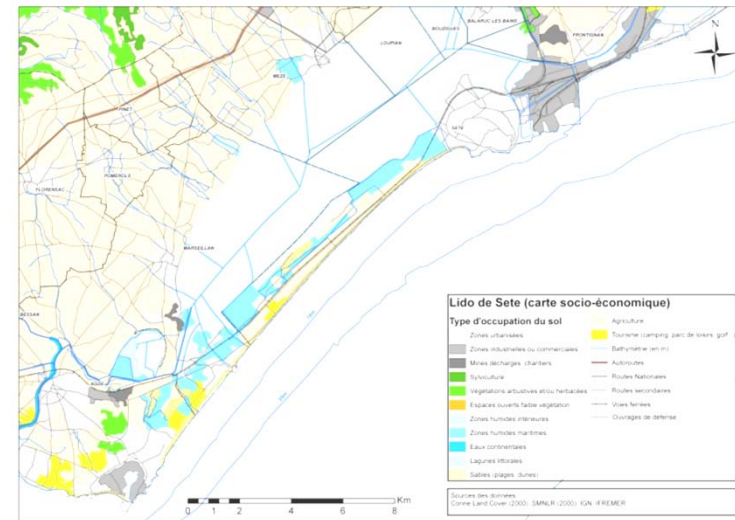 BALARUC-LES-BAINS
BOUZIGUES
FRONTIGNAN
LOUPIAN
N
MEZE
SETE
PINET
POMEROLS
FLORENSAC
MARSEILLAN
BESSAN
AGDE
Lido de Sete (carte socio-économique)
Type d'occupation du sol
Zones urbanisées
Zones industrielles ou commerciales
Mines décharges chantiers
Sylviculture
Végétations arbustives et/ou herbacées
Espaces ouverts faible végétation
Zones humides intérieures
Zones humides maritimes
Eaux continentales
Lagunes littorales
Sables (plages, dunes)
Agriculture
Tourisme (camping, parc de loisirs, golf
Bathymétrie (en m)
Autoroutes
Routes Nationales
Routes secondaires
Voies ferrées
Ouvrages de défense
0 1 2 4 6 8 Km
Sources des données
Corine Land Cover (2000) SMNLR (2000) IGN IFREMER